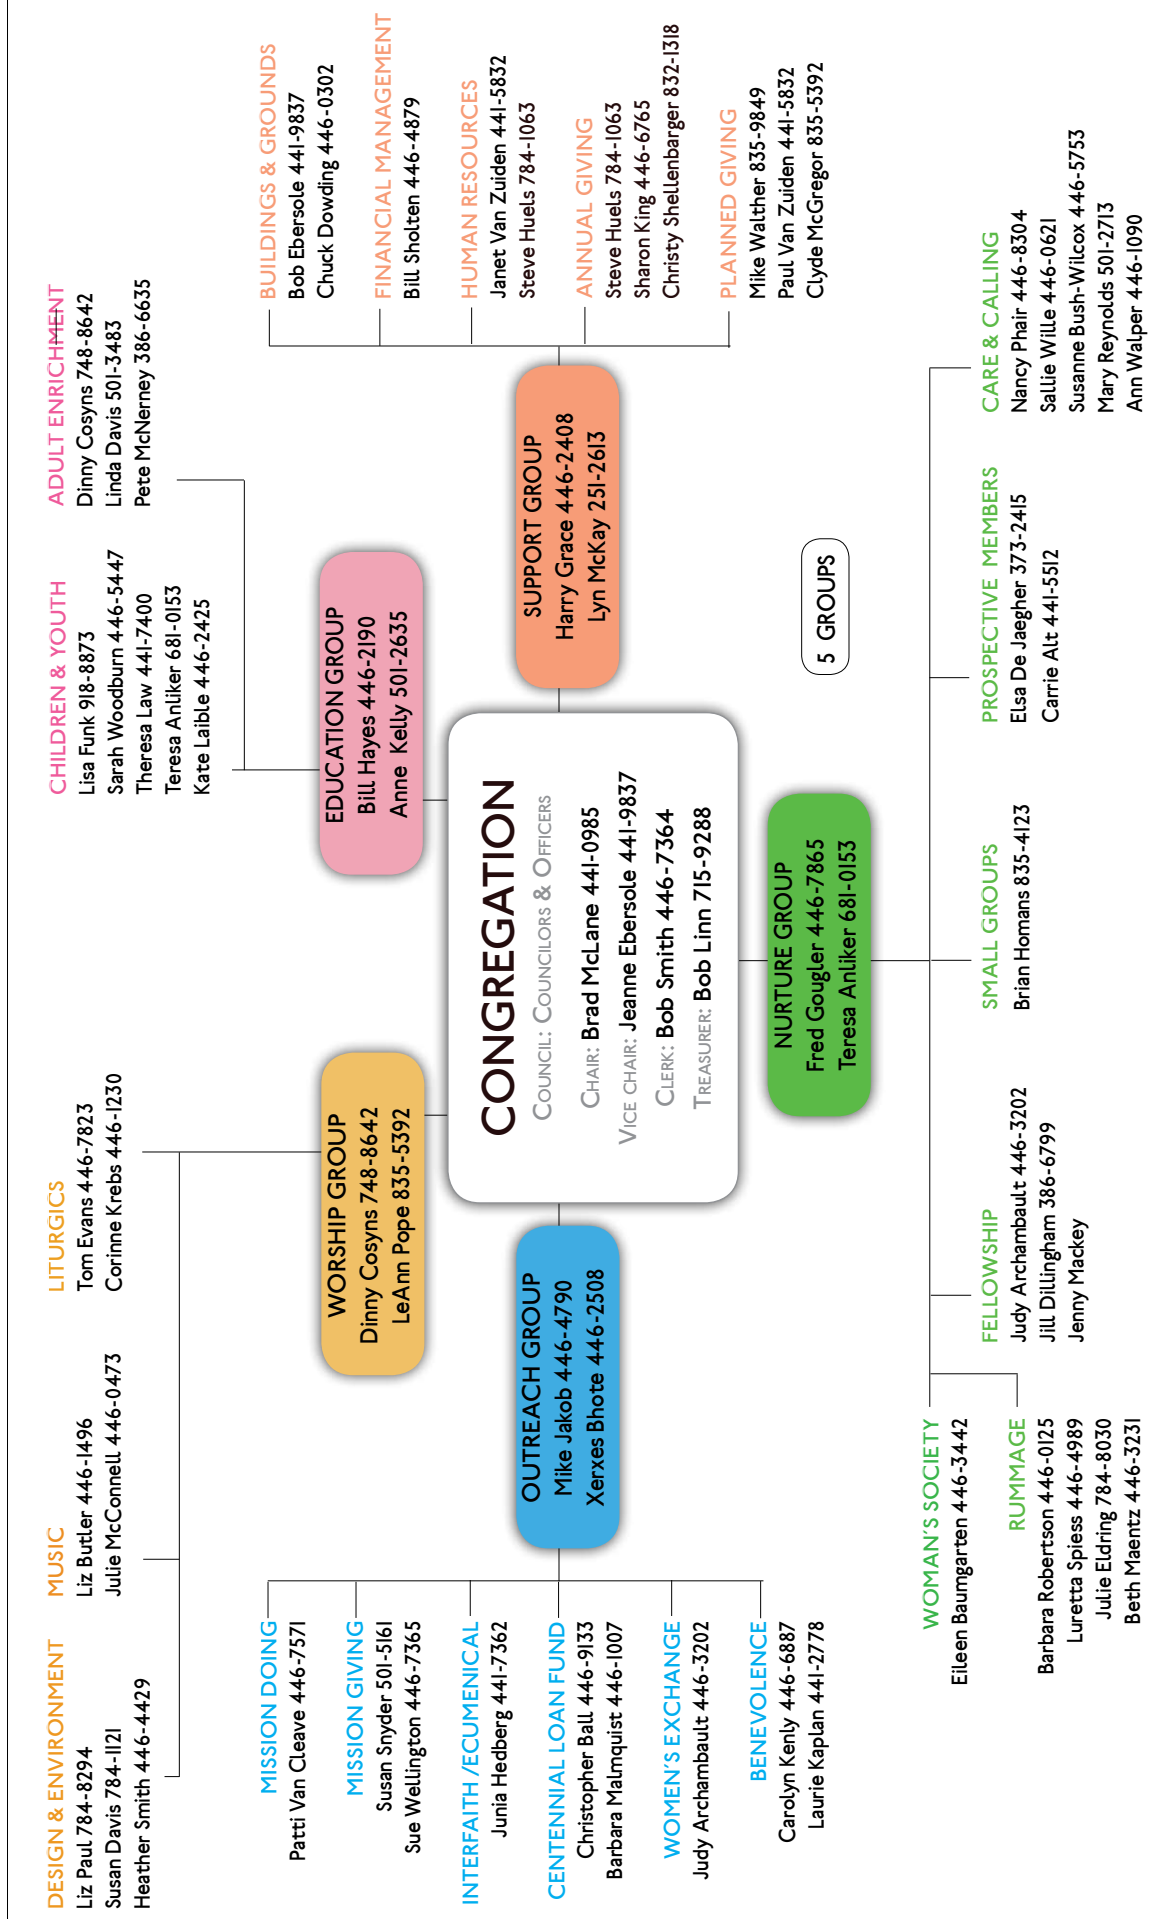 DESIGN & ENVIRONMENT
Liz Paul 784-8294
Susan Davis 784-1121
Heather Smith 446-4429
MUSIC
Liz Butler 446-1496
Julie McConnell 446-0473
LITURGICS
Tom Evans 446-7823
Corinne Krebs 446-1230
CHILDREN & YOUTH
Lisa Funk 918-8873
Sarah Woodburn 446-5447
Theresa Law 441-7400
Teresa Anliker 681-0153
Kate Laible 446-2425
ADULT ENRICHMENT
Dinny Cosyns 748-8642
Linda Davis 501-3483
Pete McNerney 386-6635
WORSHIP GROUP
Dinny Cosyns 748-8642
LeAnn Pope 835-5392
EDUCATION GROUP
Bill Hayes 446-2190
Anne Kelly 501-2635
MISSION DOING
Patti Van Cleave 446-7571
MISSION GIVING
Susan Snyder 501-5161
Sue Wellington 446-7365
INTERFAITH /ECUMENICAL
Junia Hedberg 441-7362
CENTENNIAL LOAN FUND
Christopher Ball 446-9133
Barbara Malmquist 446-1007
WOMEN'S EXCHANGE
Judy Archambault 446-3202
BENEVOLENCE
Carolyn Kenly 446-6887
Laurie Kaplan 441-2778
OUTREACH GROUP
Mike Jakob 446-4790
Xerxes Bhote 446-2508
CONGREGATION
COUNCIL: COUNCILORS & OFFICERS
CHAIR: Brad McLane 441-0985
VICE CHAIR: Jeanne Ebersole 441-9837
CLERK: Bob Smith 446-7364
TREASURER: Bob Linn 715-9288
SUPPORT GROUP
Harry Grace 446-2408
Lyn McKay 251-2613
BUILDINGS & GROUNDS
Bob Ebersole 441-9837
Chuck Dowding 446-0302
FINANCIAL MANAGEMENT
Bill Sholten 446-4879
HUMAN RESOURCES
Janet Van Zuiden 441-5832
Steve Huels 784-1063
ANNUAL GIVING
Steve Huels 784-1063
Sharon King 446-6765
Christy Shellenbarger 832-1318
PLANNED GIVING
Mike Walther 835-9849
Paul Van Zuiden 441-5832
Clyde McGregor 835-5392
NURTURE GROUP
Fred Gougler 446-7865
Teresa Anliker 681-0153
5 GROUPS
WOMAN'S SOCIETY
Eileen Baumgarten 446-3442
RUMMAGE
Barbara Robertson 446-0125
Luretta Spiess 446-4989
Julie Eldring 784-8030
Beth Maentz 446-3231
FELLOWSHIP
Judy Archambault 446-3202
Jill Dillingham 386-6799
Jenny Mackey
SMALL GROUPS
Brian Homans 835-4123
PROSPECTIVE MEMBERS
Elsa De Jaegher 373-2415
Carrie Alt 441-5512
CARE & CALLING
Nancy Phair 446-8304
Sallie Wille 446-0621
Susanne Bush-Wilcox 446-5753
Mary Reynolds 501-2713
Ann Walper 446-1090